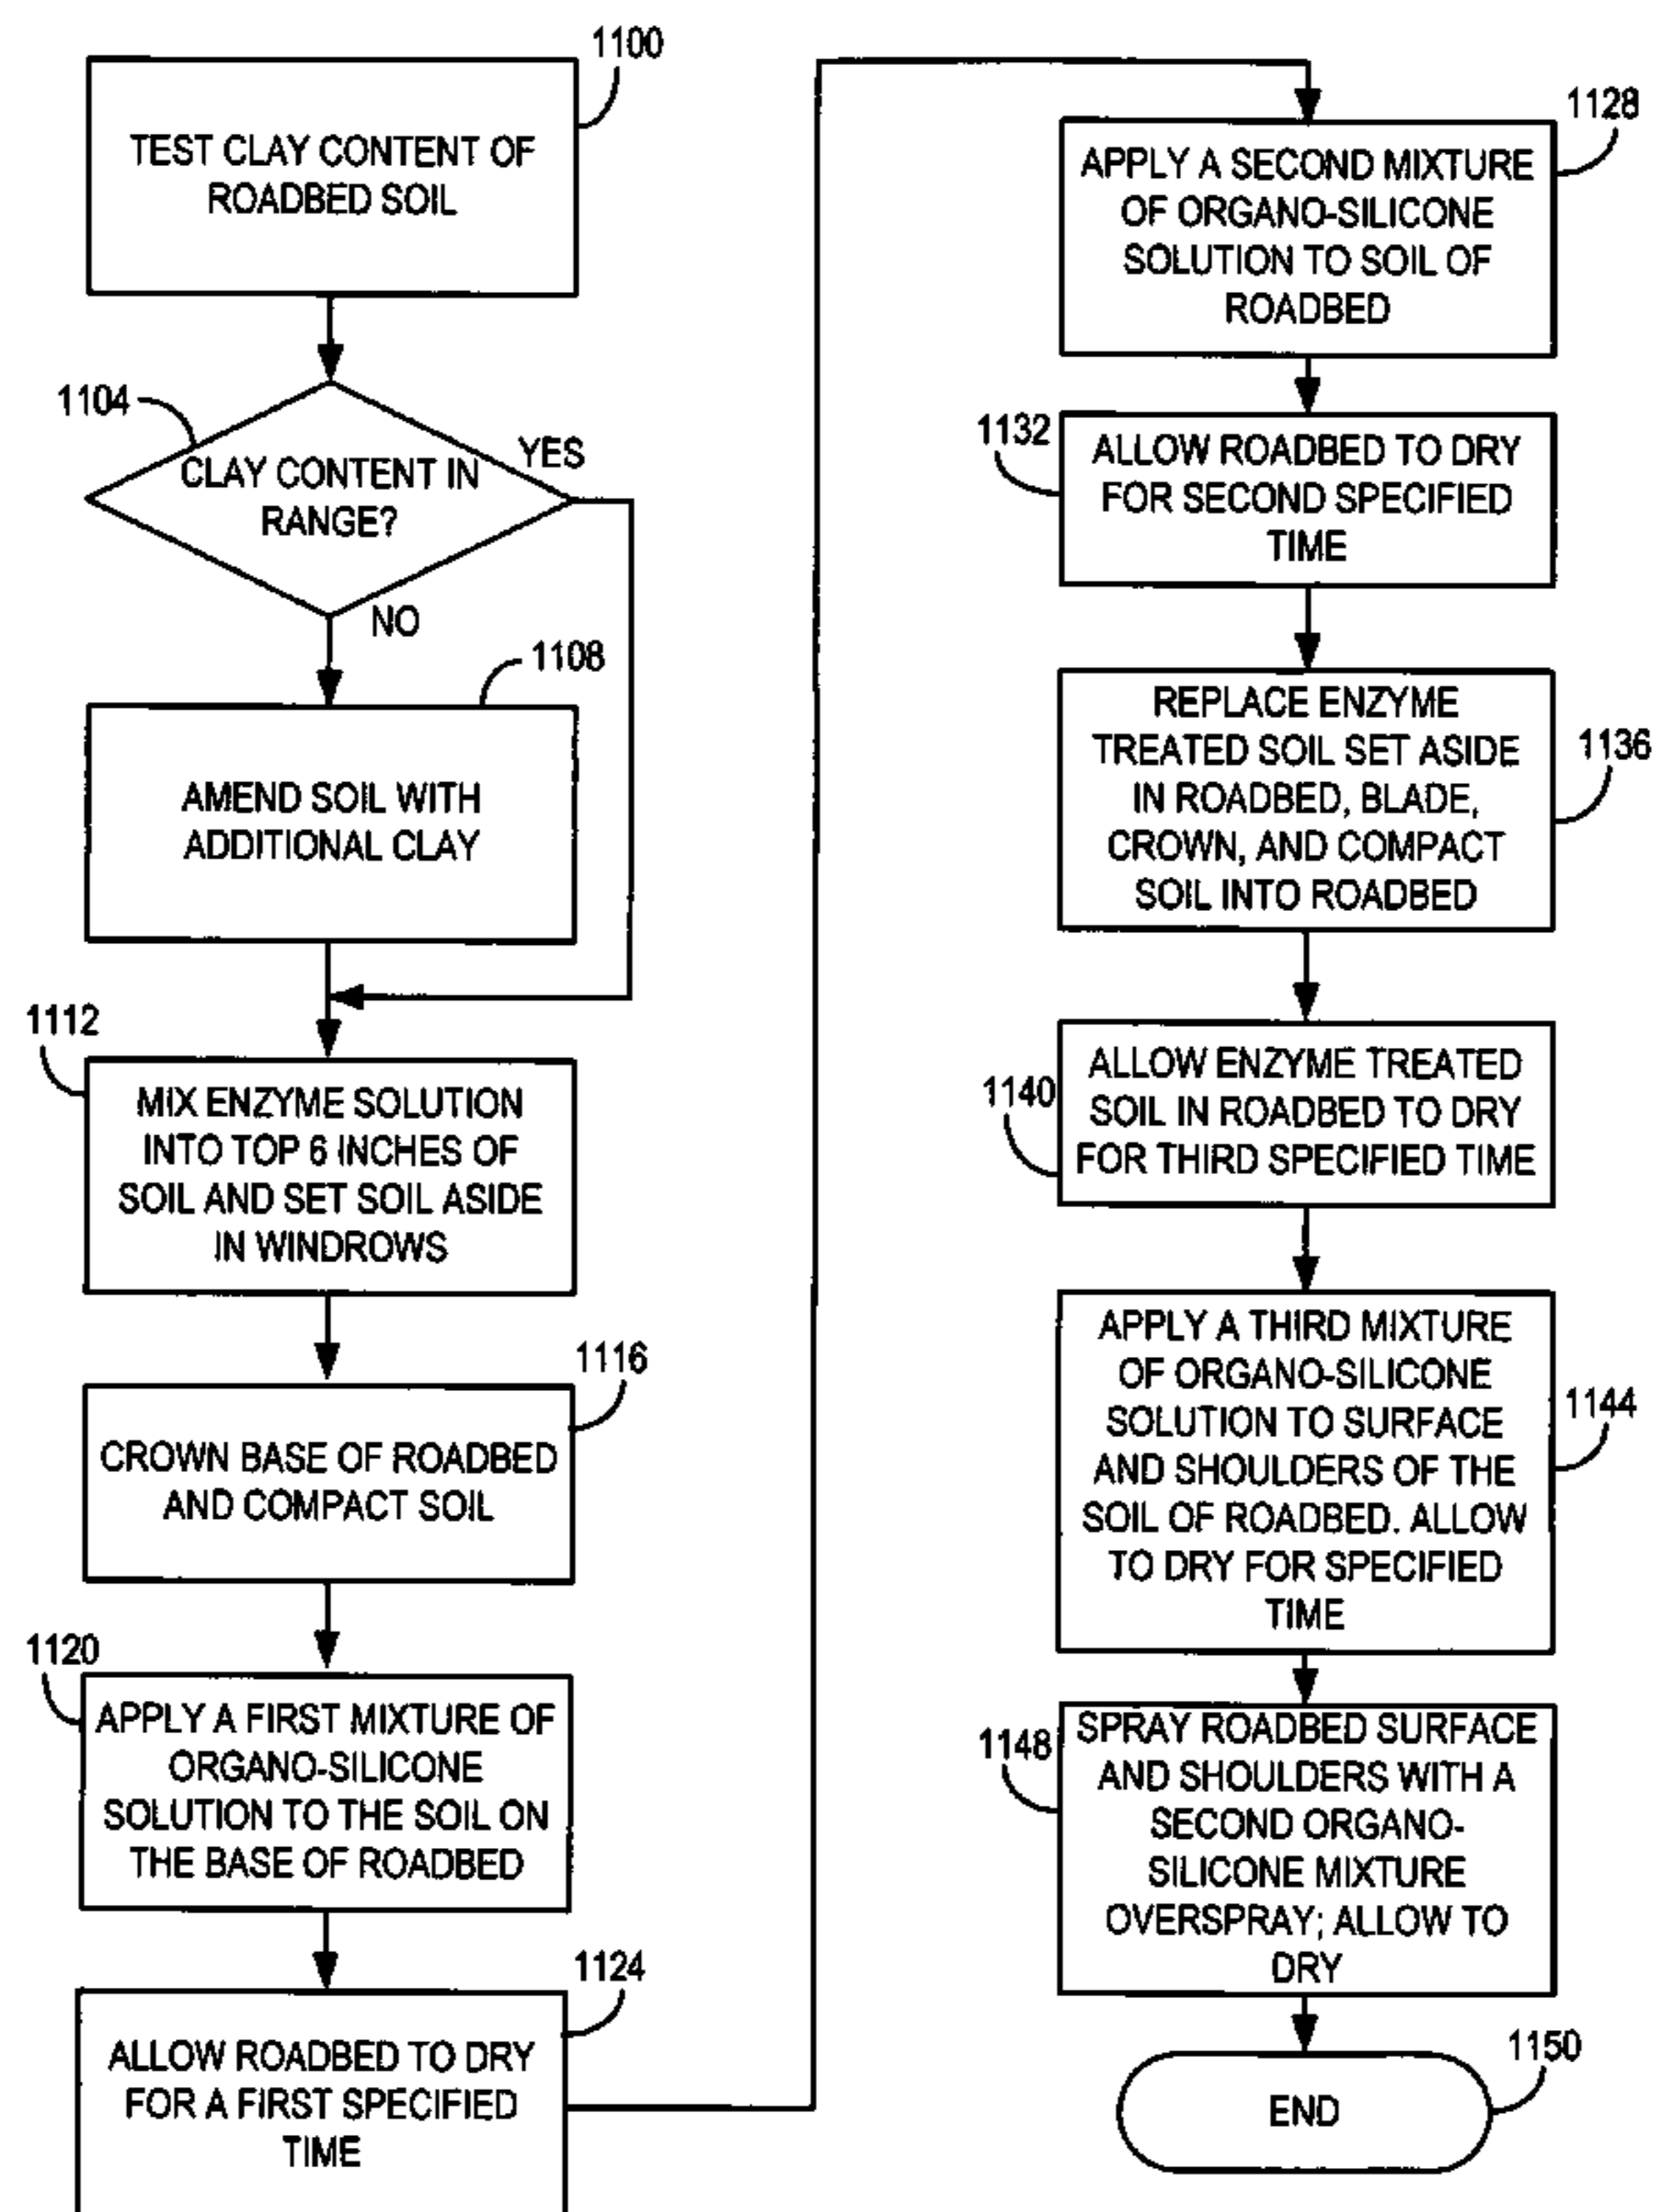 1100
TEST CLAY CONTENT OF
ROADBED SOIL
1104
CLAY CONTENT IN
RANGE?
YES
NO
1108
AMEND SOIL WITH
ADDITIONAL CLAY
1112
MIX ENZYME SOLUTION
INTO TOP 6 INCHES OF
SOIL AND SET SOIL ASIDE
IN WINDROWS
1116
CROWN BASE OF ROADBED
AND COMPACT SOIL
1120
APPLY A FIRST MIXTURE OF
ORGANO-SILICONE
SOLUTION TO THE SOIL ON
THE BASE OF ROADBED
1124
ALLOW ROADBED TO DRY
FOR A FIRST SPECIFIED
TIME
1128
APPLY A SECOND MIXTURE
OF ORGANO-SILICONE
SOLUTION TO SOIL OF
ROADBED
1132
ALLOW ROADBED TO DRY
FOR SECOND SPECIFIED
TIME
1136
REPLACE ENZYME
TREATED SOIL SET ASIDE
IN ROADBED, BLADE,
CROWN, AND COMPACT
SOIL INTO ROADBED
1140
ALLOW ENZYME TREATED
SOIL IN ROADBED TO DRY
FOR THIRD SPECIFIED TIME
1144
APPLY A THIRD MIXTURE
OF ORGANO-SILICONE
SOLUTION TO SURFACE
AND SHOULDERS OF THE
SOIL OF ROADBED. ALLOW
TO DRY FOR SPECIFIED
TIME
1148
SPRAY ROADBED SURFACE
AND SHOULDERS WITH A
SECOND ORGANO-
SILICONE MIXTURE
OVERSPRAY; ALLOW TO
DRY
1150
END